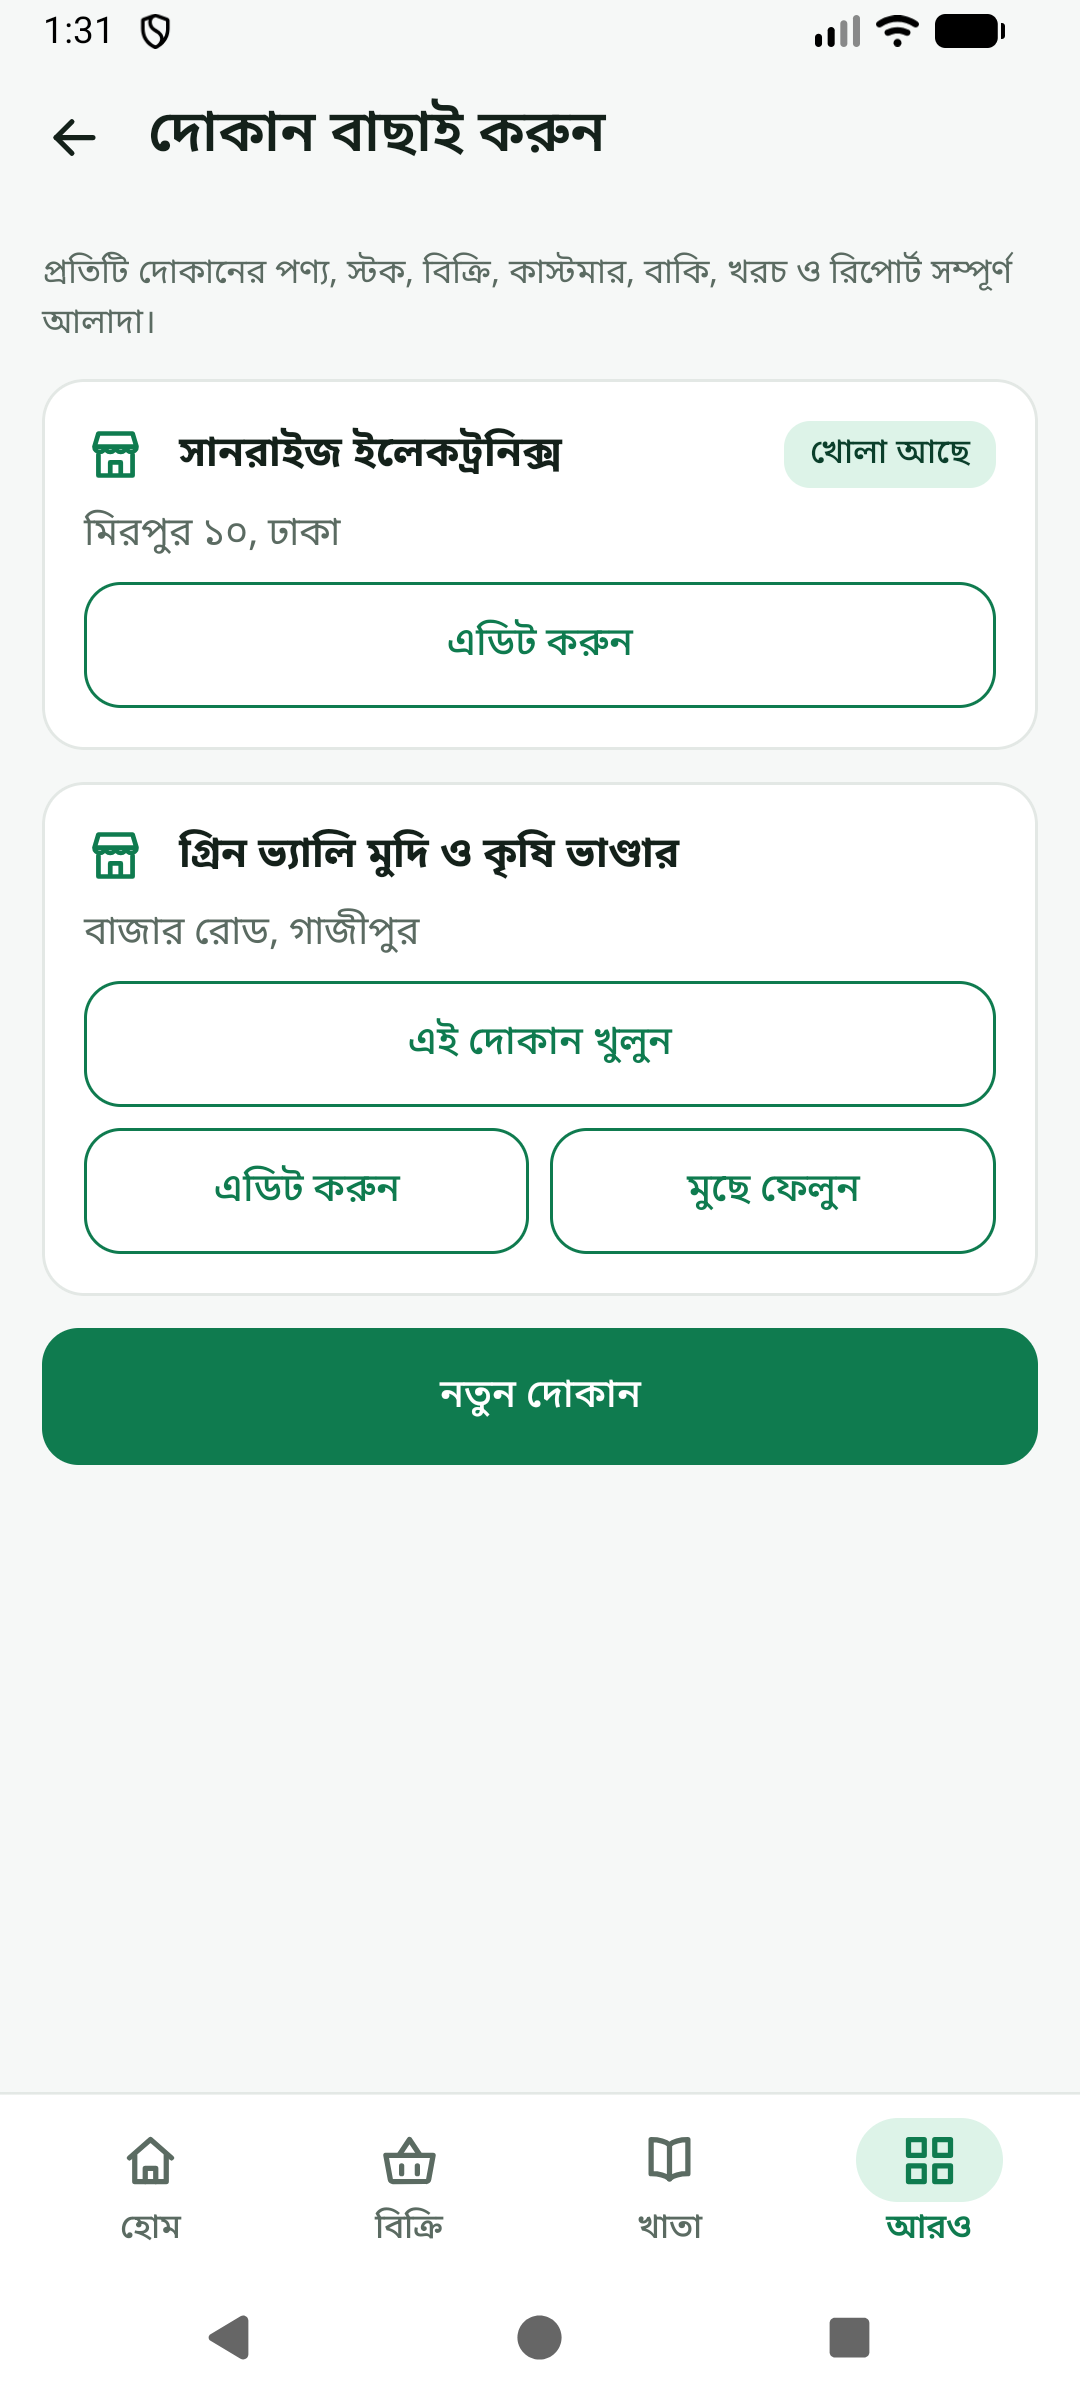 1:31
দোকান বাছাই করুন
প্রতিটি দোকানের পণ্য, স্টক, বিক্রি, কাস্টমার, বাকি, খরচ ও রিপোর্ট সম্পূর্ণ
আলাদা।
সানরাইজ ইলেকট্রনিক্স
খোলা আছে
মিরপুর ১০, ঢাকা
এডিট করুন
গ্রিন ভ্যালি মুদি ও কৃষি ভাণ্ডার
বাজার রোড, গাজীপুর
এই দোকান খুলুন
এডিট করুন
মুছে ফেলুন
নতুন দোকান
হোম
বিক্রি
খাতা
আরও